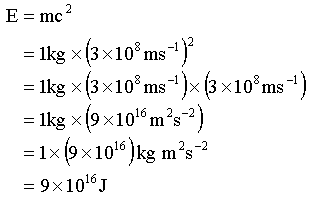 E = mc²
= 1kg × (3×10⁸ ms⁻¹)²
= 1kg × (3×10⁸ ms⁻¹) × (3×10⁸ ms⁻¹)
= 1kg × (9×10¹⁶ m²s⁻²)
= 1 × (9×10¹⁶) kg m²s⁻²
= 9×10¹⁶ J